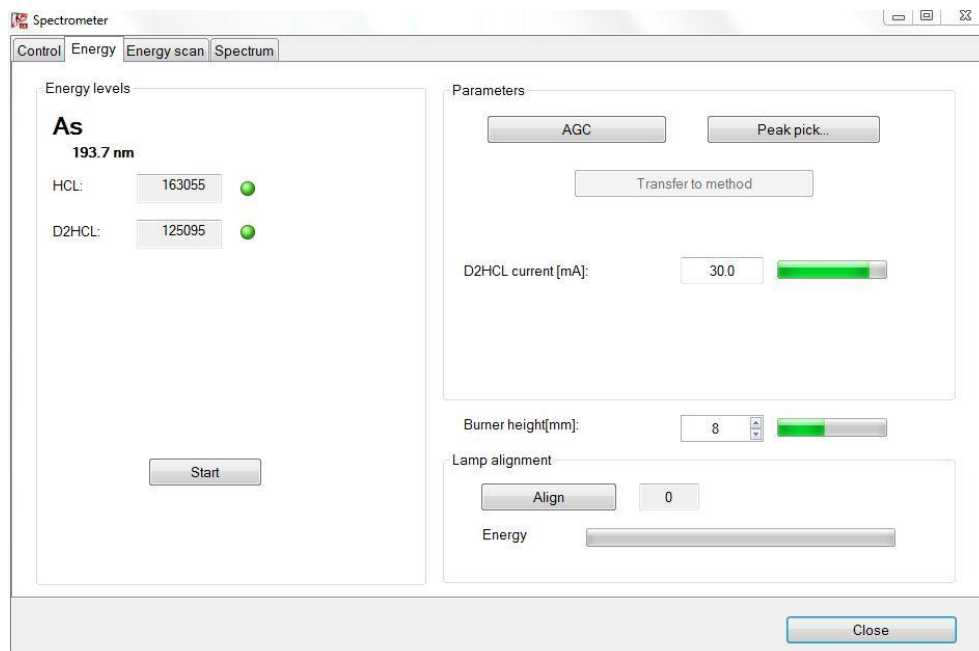 Spectrometer
Control Energy Energy scan Spectrum
Energy levels
As
193.7 nm
HCL: 163055
D2HCL: 125095
Start
Parameters
AGC Peak pick...
Transfer to method
D2HCL current [mA]: 30.0
Burner height[mm]: 8
Lamp alignment
Align 0
Energy
Close